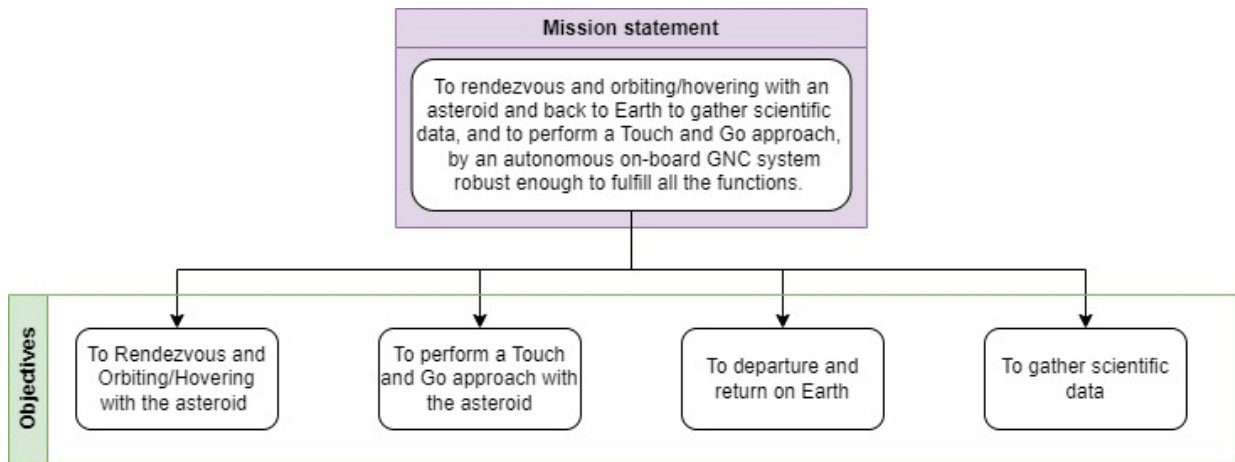 Mission statement
To rendezvous and orbiting/hovering with an
asteroid and back to Earth to gather scientific
data, and to perform a Touch and Go approach,
by an autonomous on-board GNC system
robust enough to fulfill all the functions.
Objectives
To Rendezvous and
Orbiting/Hovering
with the asteroid
To perform a Touch
and Go approach with
the asteroid
To departure and
return on Earth
To gather scientific
data